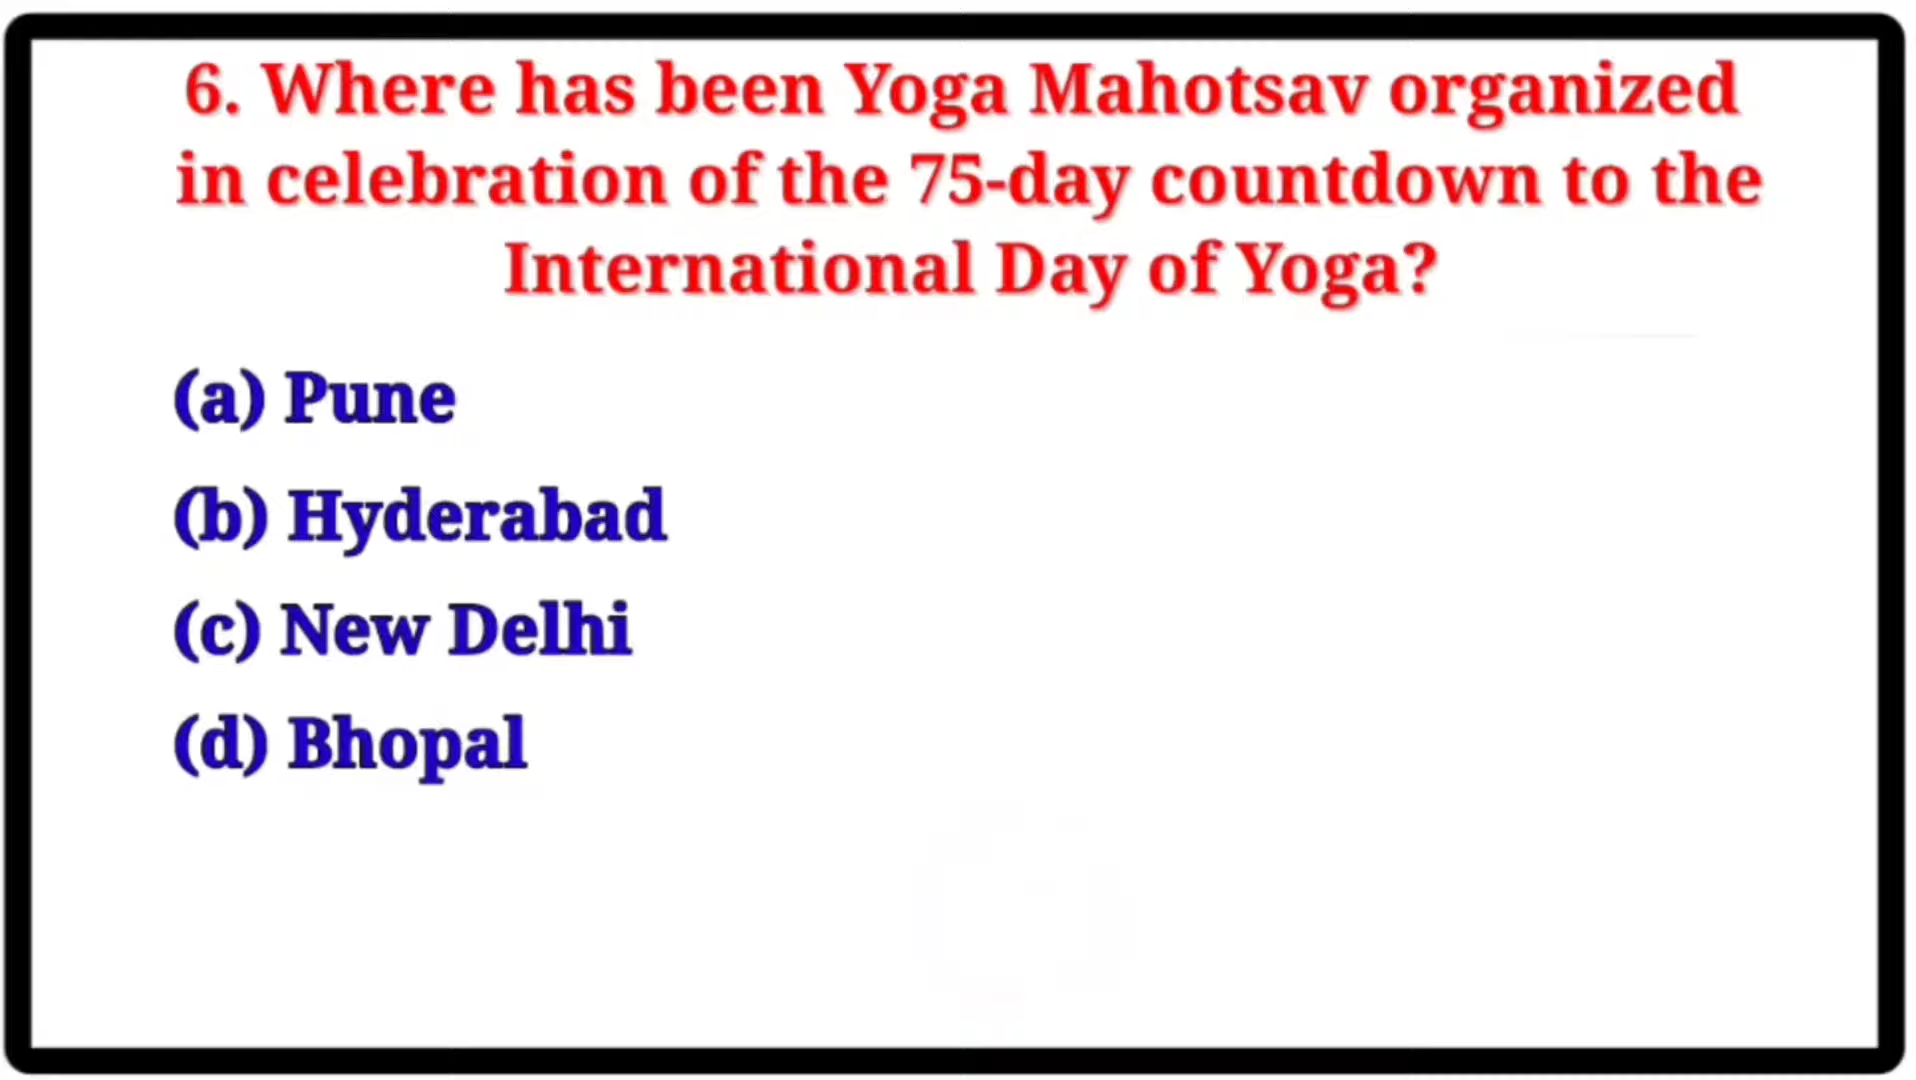 6. Where has been Yoga Mahotsav organized
in celebration of the 75-day countdown to the
International Day of Yoga?
(a) Pune
(b) Hyderabad
(c) New Delhi
(d) Bhopal